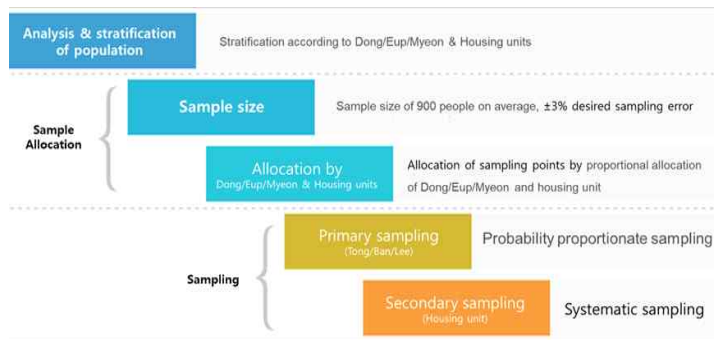 Analysis & stratification
of population
Stratification according to Dong/Eup/Myeon & Housing units
Sample
Allocation
Sample size
Sample size of 900 people on average, ±3% desired sampling error
Allocation by
Dong/Eup/Myeon & Housing units
Allocation of sampling points by proportional allocation
of Dong/Eup/Myeon and housing unit
Sampling
Primary sampling
(Tong/Ban/Lee)
Probability proportionate sampling
Secondary sampling
(Housing unit)
Systematic sampling